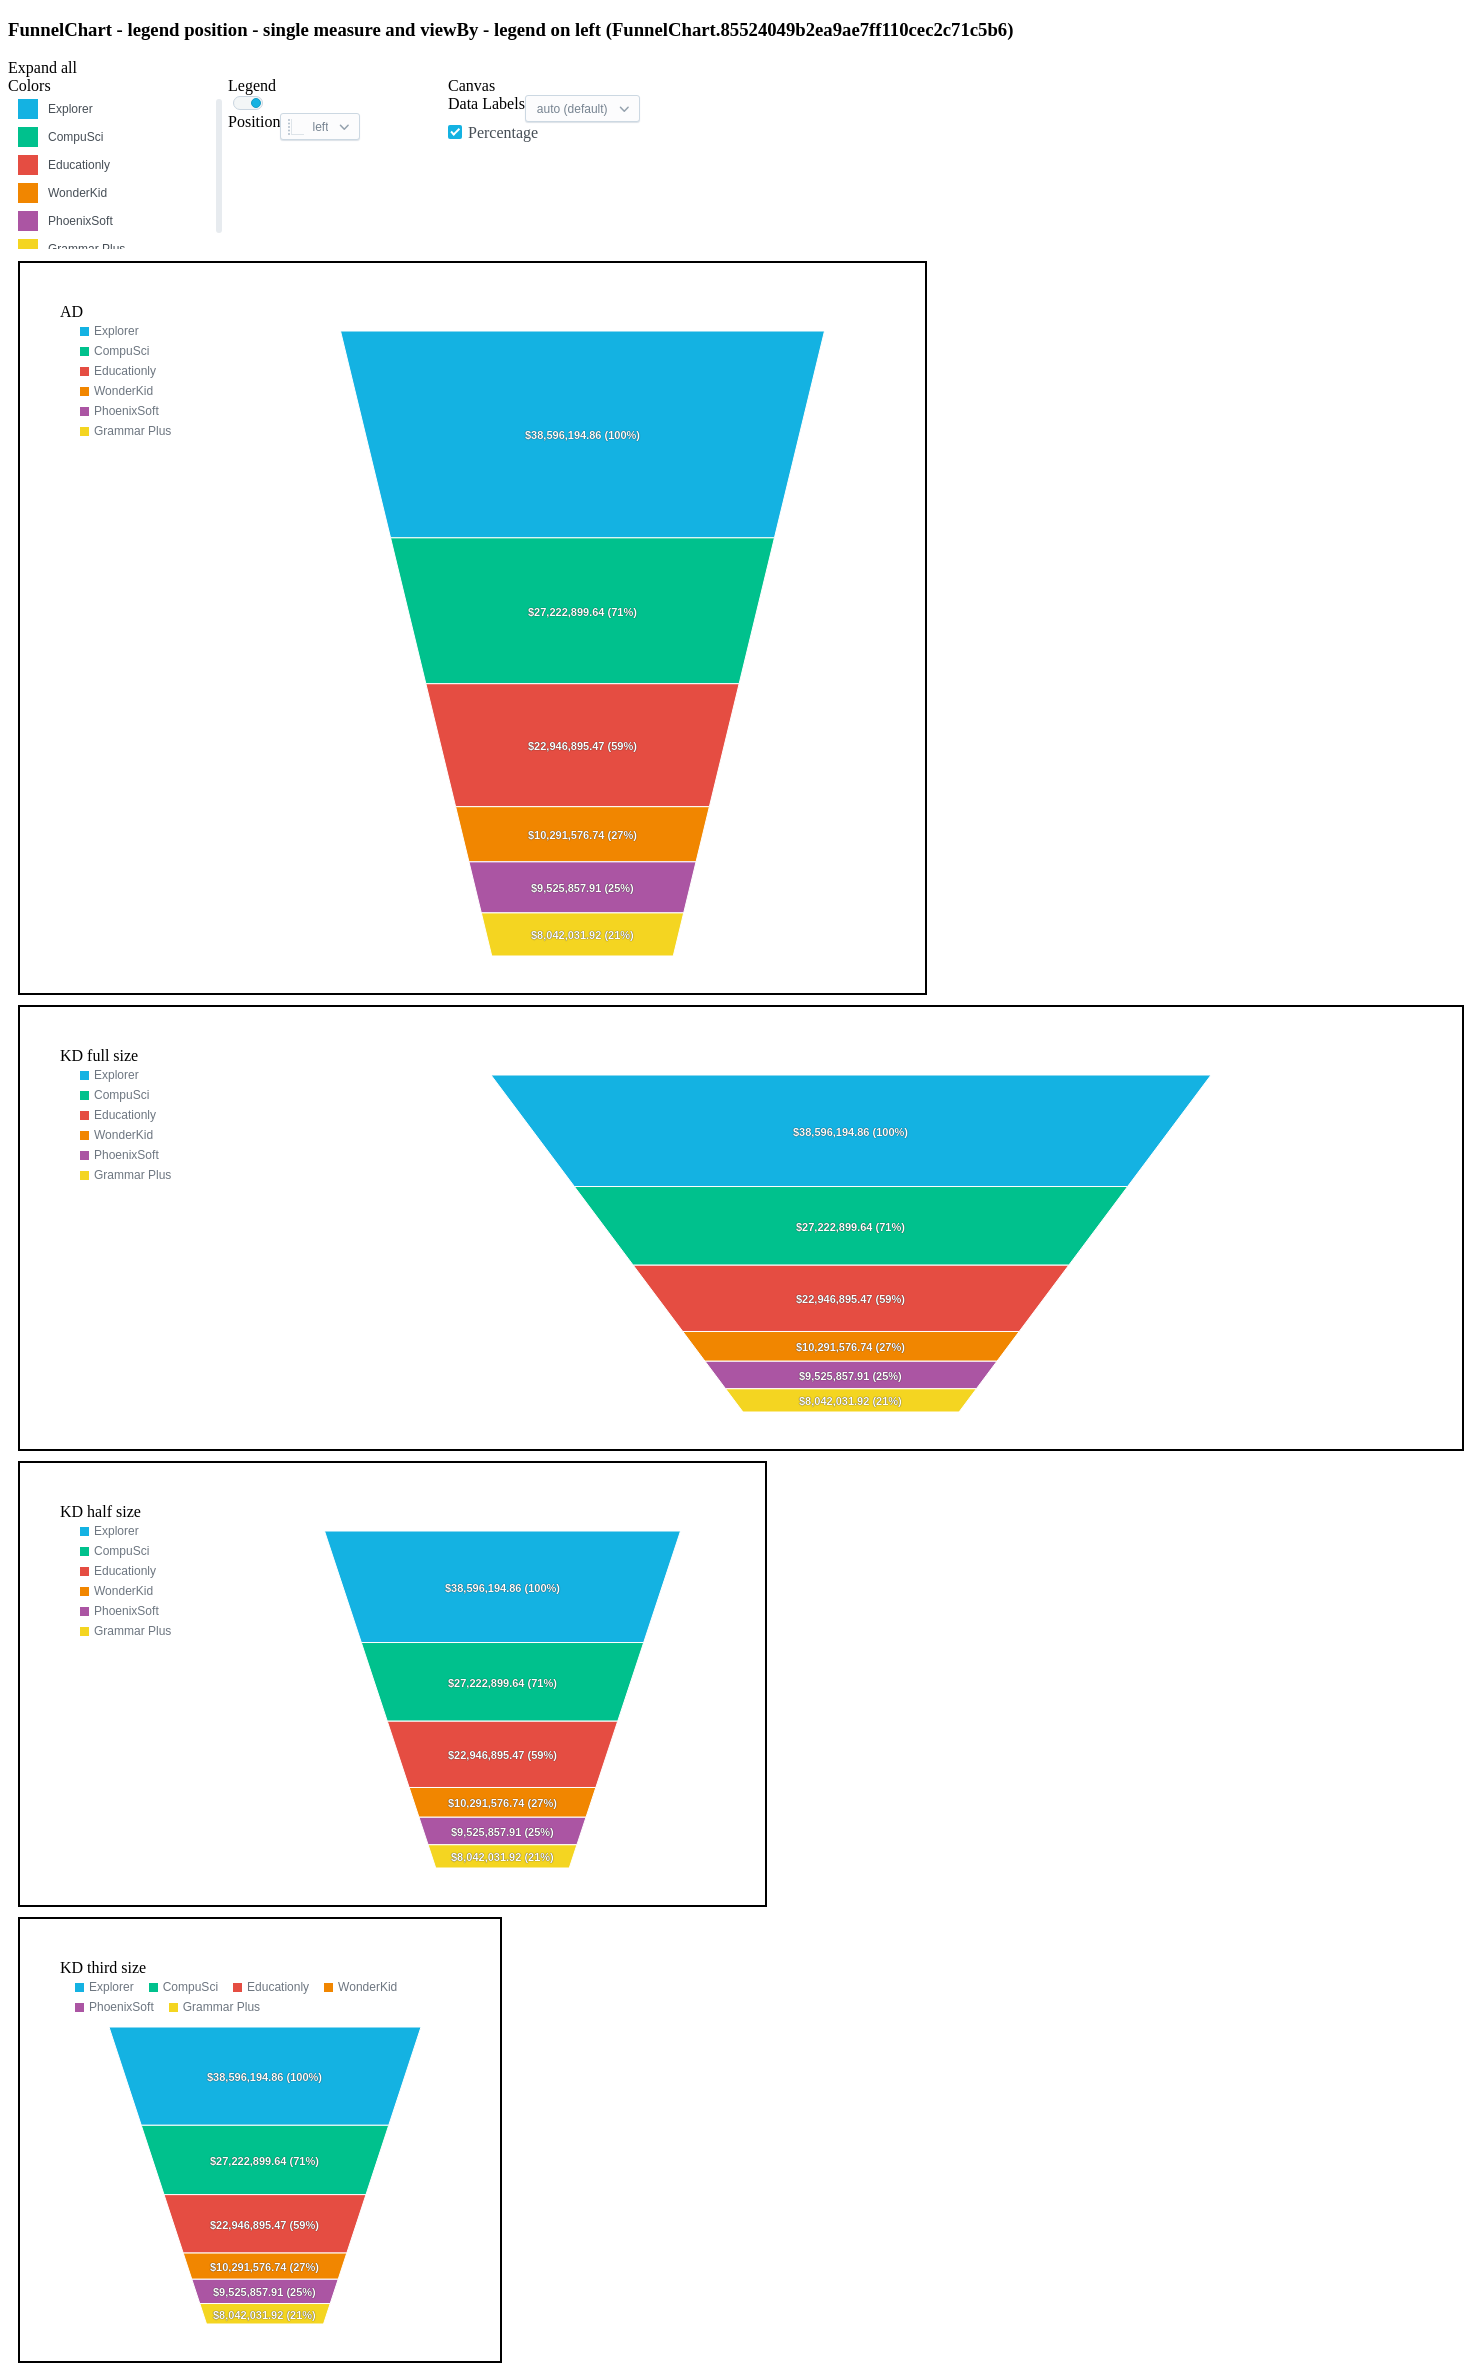 FunnelChart - legend position - single measure and viewBy - legend on left (FunnelChart.85524049b2ea9ae7ff110cec2c71c5b6)
Expand all
Colors
Explorer
CompuSci
Educationly
WonderKid
PhoenixSoft
Grammar Plus
Legend
Position
left
Canvas
Data Labels
auto (default)
Percentage
AD
Explorer
CompuSci
Educationly
WonderKid
PhoenixSoft
Grammar Plus
$38,596,194.86 (100%)
$27,222,899.64 (71%)
$22,946,895.47 (59%)
$10,291,576.74 (27%)
$9,525,857.91 (25%)
$8,042,031.92 (21%)
KD full size
Explorer
CompuSci
Educationly
WonderKid
PhoenixSoft
Grammar Plus
$38,596,194.86 (100%)
$27,222,899.64 (71%)
$22,946,895.47 (59%)
$10,291,576.74 (27%)
$9,525,857.91 (25%)
$8,042,031.92 (21%)
KD half size
Explorer
CompuSci
Educationly
WonderKid
PhoenixSoft
Grammar Plus
$38,596,194.86 (100%)
$27,222,899.64 (71%)
$22,946,895.47 (59%)
$10,291,576.74 (27%)
$9,525,857.91 (25%)
$8,042,031.92 (21%)
KD third size
Explorer CompuSci Educationly WonderKid
PhoenixSoft Grammar Plus
$38,596,194.86 (100%)
$27,222,899.64 (71%)
$22,946,895.47 (59%)
$10,291,576.74 (27%)
$9,525,857.91 (25%)
$8,042,031.92 (21%)